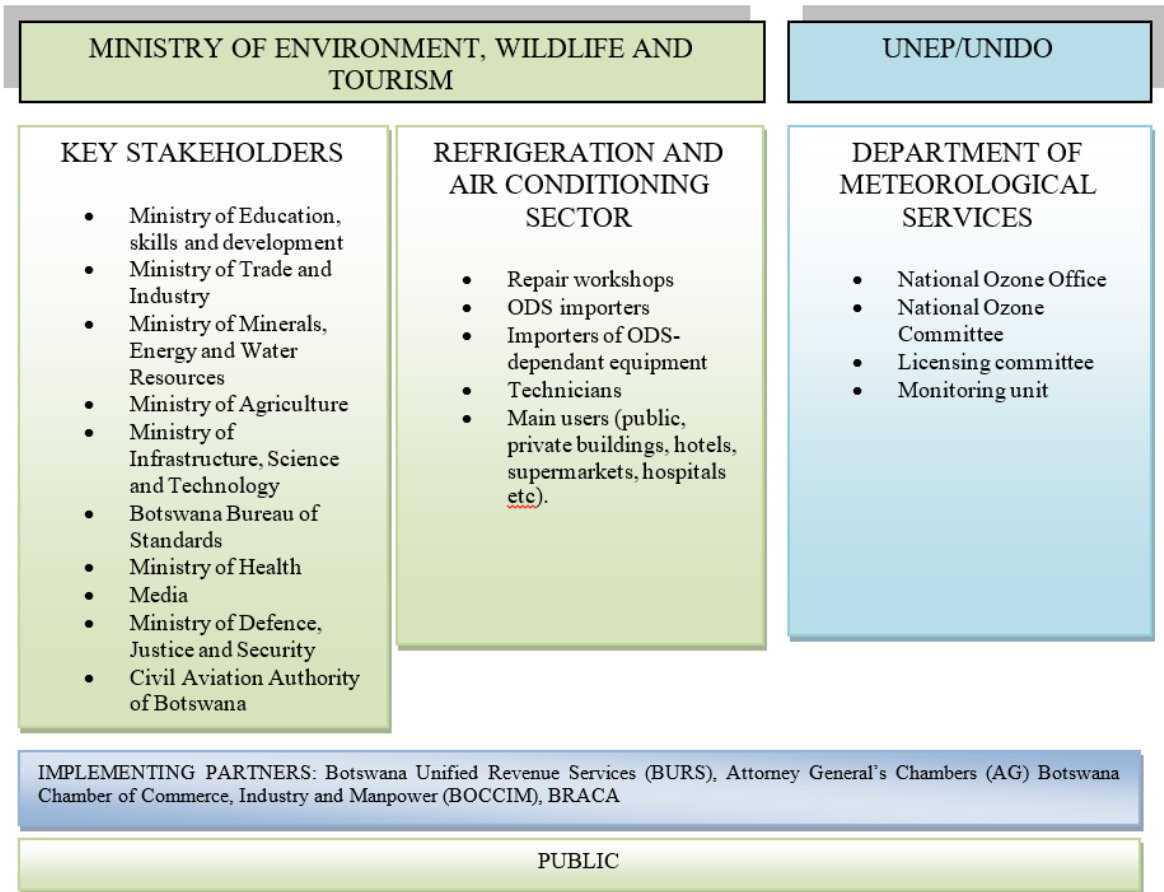 MINISTRY OF ENVIRONMENT, WILDLIFE AND
TOURISM
UNEP/UNIDO
KEY STAKEHOLDERS
• Ministry of Education,
skills and development
• Ministry of Trade and
Industry
• Ministry of Minerals,
Energy and Water
Resources
• Ministry of Agriculture
• Ministry of
Infrastructure, Science
and Technology
• Botswana Bureau of
Standards
• Ministry of Health
• Media
• Ministry of Defence,
Justice and Security
• Civil Aviation Authority
of Botswana
REFRIGERATION AND
AIR CONDITIONING
SECTOR
• Repair workshops
• ODS importers
• Importers of ODS-
dependant equipment
• Technicians
• Main users (public,
private buildings, hotels,
supermarkets, hospitals
etc).
DEPARTMENT OF
METEOROLOGICAL
SERVICES
• National Ozone Office
• National Ozone
Committee
• Licensing committee
• Monitoring unit
IMPLEMENTING PARTNERS: Botswana Unified Revenue Services (BURS), Attorney General’s Chambers (AG) Botswana
Chamber of Commerce, Industry and Manpower (BOCCIM), BRACA
PUBLIC